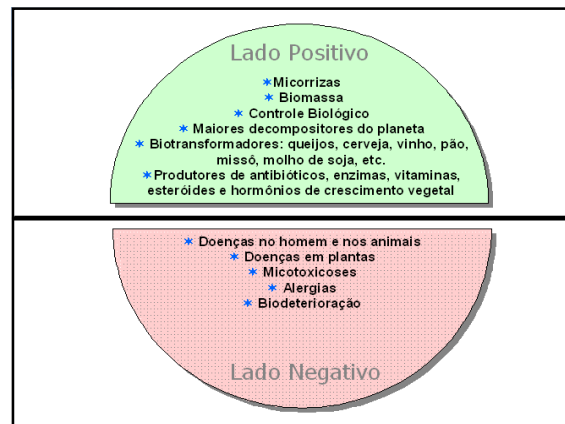 Lado Positivo
✶Micorrizas
✶ Biomassa
✶ Controle Biológico
✶ Maiores decompositores do planeta
✶ Biotransformadores: queijos, cerveja, vinho, pão,
missô, molho de soja, etc.
✶ Produtores de antibióticos, enzimas, vitaminas,
esteróides e hormônios de crescimento vegetal
✶ Doenças no homem e nos animais
✶ Doenças em plantas
✶ Micotoxicoses
✶ Alergias
✶ Biodeterioração
Lado Negativo